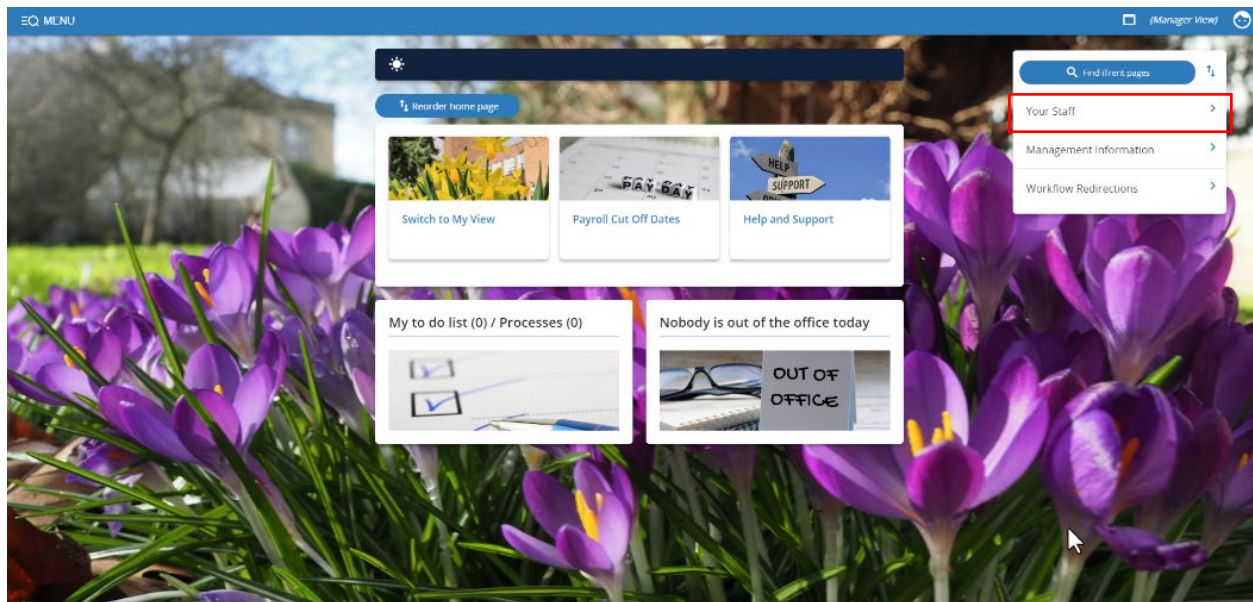 MENU
(Manager View)
Find iTrent pages
Your Staff
Management Information
Workflow Redirections
Reorder home page
PAY DAY
HELP
SUPPORT
Switch to My View
Payroll Cut Off Dates
Help and Support
My to do list (0) / Processes (0)
Nobody is out of the office today
OUT OF
OFFICE